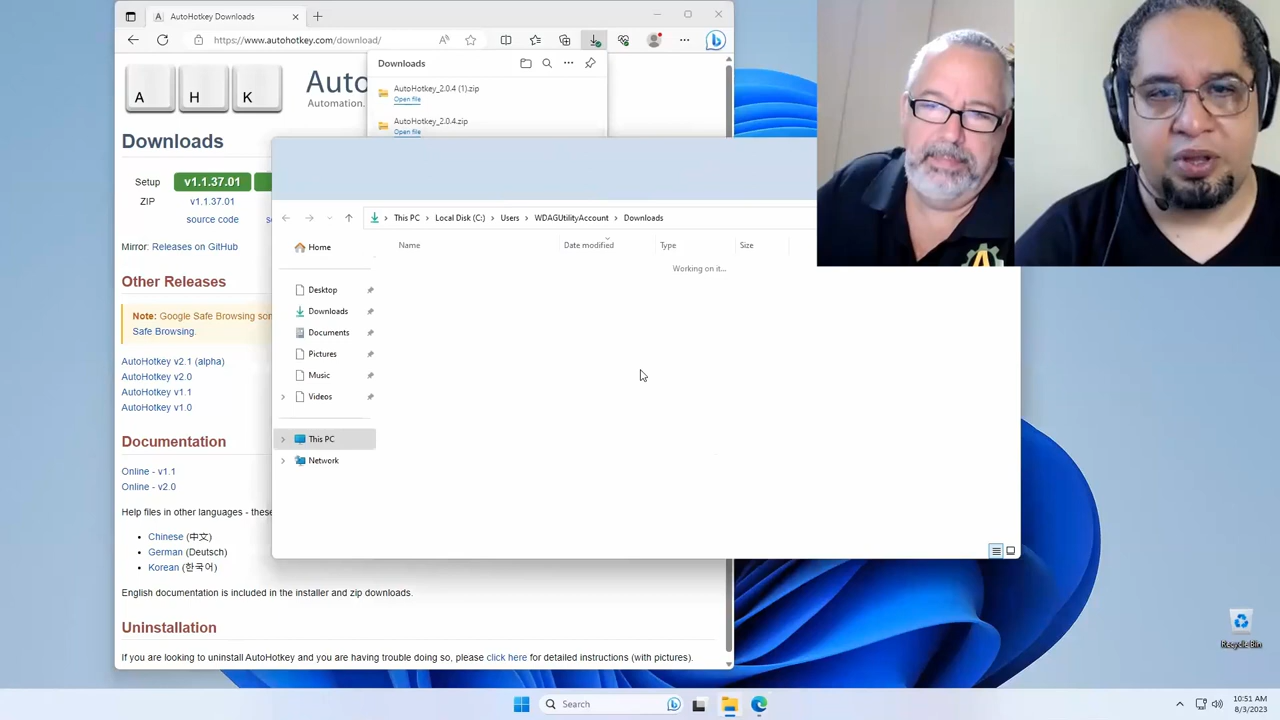 AutoHotkey Downloads
https://www.autohotkey.com/download/
A H K
Auto
Automation.
Downloads
AutoHotkey_2.0.4 (1).zip
Open file
AutoHotkey_2.0.4.zip
Open file
Downloads
Setup v1.1.37.01
ZIP v1.1.37.01
source code
Mirror: Releases on GitHub
Other Releases
Note: Google Safe Browsing
Safe Browsing.
AutoHotkey v2.1 (alpha)
AutoHotkey v2.0
AutoHotkey v1.1
AutoHotkey v1.0
Documentation
Online - v1.1
Online - v2.0
Help files in other languages - these
Chinese (中文)
German (Deutsch)
Korean (한국어)
English documentation is included in the installer and zip downloads.
Uninstallation
If you are looking to uninstall AutoHotkey and you are having trouble doing so, please click here for detailed instructions (with pictures).
This PC > Local Disk (C:) > Users > WDAGUtilityAccount > Downloads
Name Date modified Type Size
Working on it...
Home
Desktop
Downloads
Documents
Pictures
Music
Videos
This PC
Network
Recycle Bin
Search
10:51 AM
8/3/2023